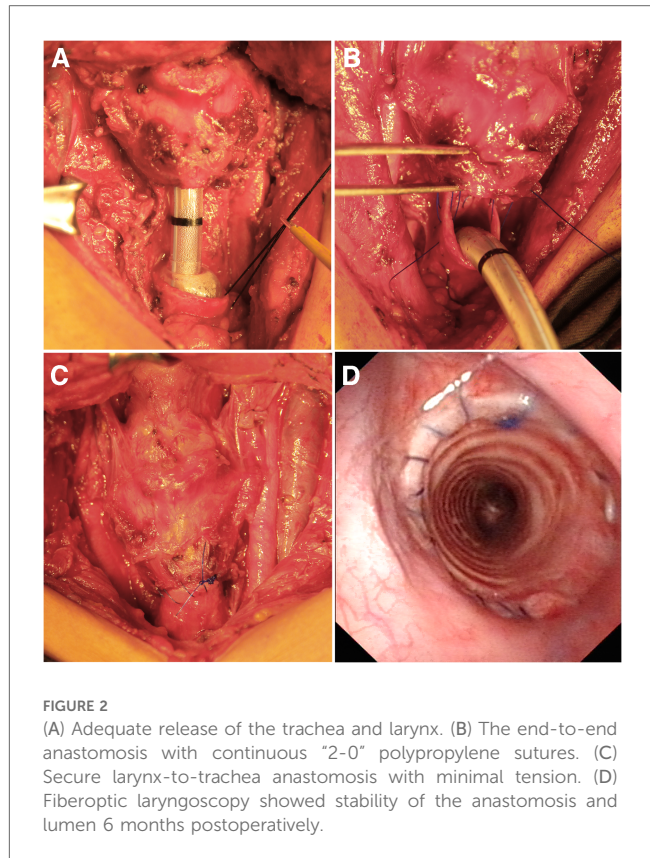 A
B
C
D
FIGURE 2
(A) Adequate release of the trachea and larynx. (B) The end-to-end
anastomosis with continuous "2-0" polypropylene sutures. (C)
Secure larynx-to-trachea anastomosis with minimal tension. (D)
Fiberoptic laryngoscopy showed stability of the anastomosis and
lumen 6 months postoperatively.